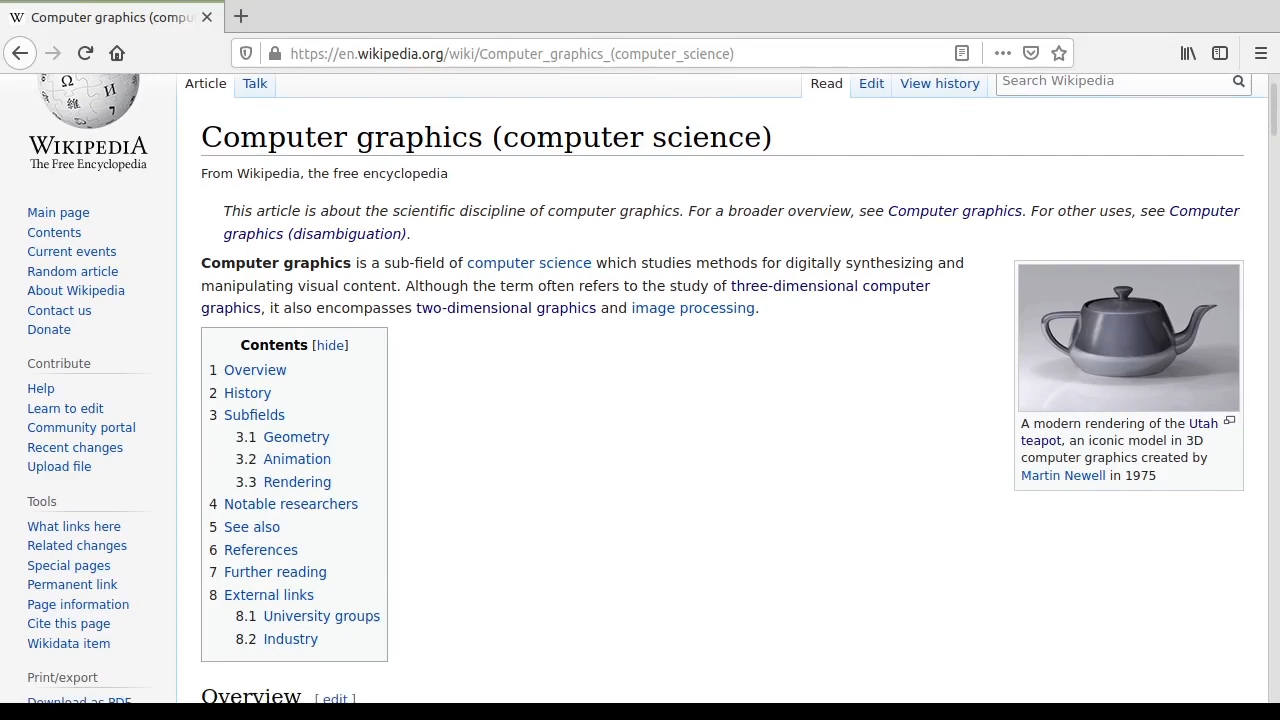 Computer graphics (compu
https://en.wikipedia.org/wiki/Computer_graphics_(computer_science)
WIKIPEDIA
The Free Encyclopedia
Main page
Contents
Current events
Random article
About Wikipedia
Contact us
Donate
Contribute
Help
Learn to edit
Community portal
Recent changes
Upload file
Tools
What links here
Related changes
Special pages
Permanent link
Page information
Cite this page
Wikidata item
Print/export
Download as PDF
Article Talk Read Edit View history Search Wikipedia
Computer graphics (computer science)
From Wikipedia, the free encyclopedia
This article is about the scientific discipline of computer graphics. For a broader overview, see Computer graphics. For other uses, see Computer
graphics (disambiguation).
Computer graphics is a sub-field of computer science which studies methods for digitally synthesizing and
manipulating visual content. Although the term often refers to the study of three-dimensional computer
graphics, it also encompasses two-dimensional graphics and image processing.
Contents [hide]
1 Overview
2 History
3 Subfields
3.1 Geometry
3.2 Animation
3.3 Rendering
4 Notable researchers
5 See also
6 References
7 Further reading
8 External links
8.1 University groups
8.2 Industry
A modern rendering of the Utah
teapot, an iconic model in 3D
computer graphics created by
Martin Newell in 1975
Overview [ edit ]